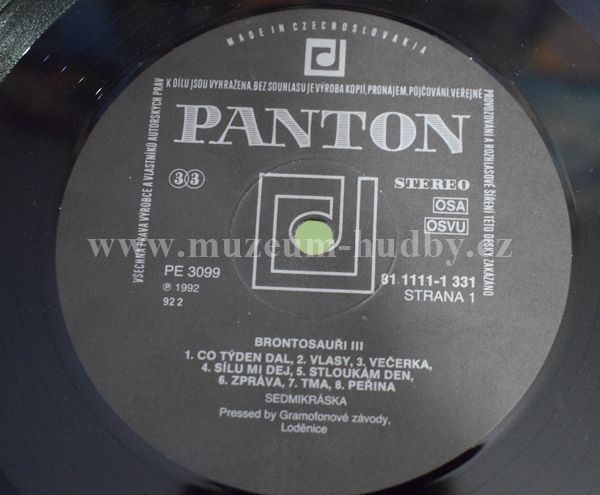 MADE IN CZECHOSLOVAKIA
VŠECHNA PRÁVA VÝROBCE A VLASTNÍKŮ AUTORSKÝCH PRÁV
K DÍLU JSOU VYHRAŽENA. BEZ SOUHLASU JE VÝROBA KOPIÍ, PRONÁJEM, PŮJČOVÁNÍ, VEŘEJNÉ
PROVOZOVÁNÍ A ROZHLASOVÉ ŠÍŘENÍ TÉTO DESKY ZAKÁZÁNO
PANTON
33
STEREO
OSA
OSVU
www.muzeum-hudby.cz
PE 3099
℗ 1992
92 2
81 1111-1 331
STRANA 1
BRONTOSAUŘI III
1. CO TÝDEN DAL, 2. VLASY, 3. VEČERKA,
4. SÍLU MI DEJ, 5. STLOUKÁM DEN,
6. ZPRÁVA, 7. TMA, 8. PEŘINA
SEDMIKRÁSKA
Pressed by Gramofonové závody,
Loděnice